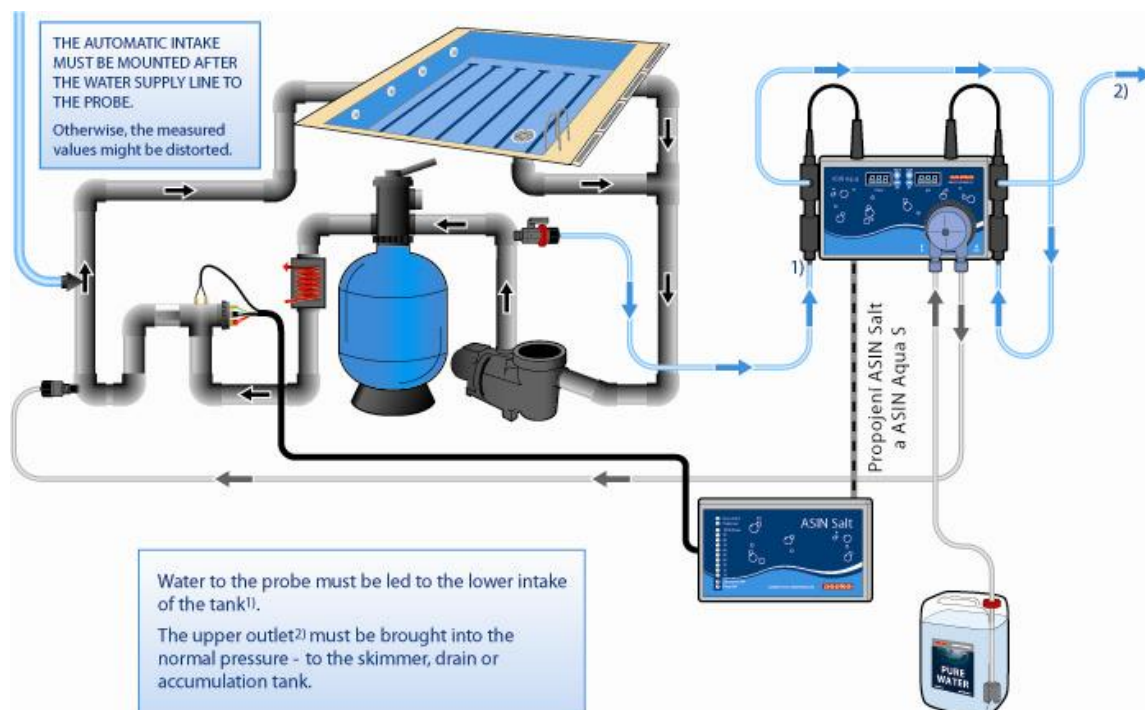 THE AUTOMATIC INTAKE
MUST BE MOUNTED AFTER
THE WATER SUPPLY LINE TO
THE PROBE.
Otherwise, the measured
values might be distorted.
2)
ASIN Aqua
1)
Propojení ASIN Salt
a ASIN Aqua S
ASIN Salt
Water to the probe must be led to the lower intake
of the tank1).
The upper outlet2) must be brought into the
normal pressure - to the skimmer, drain or
accumulation tank.
PURE
WATER